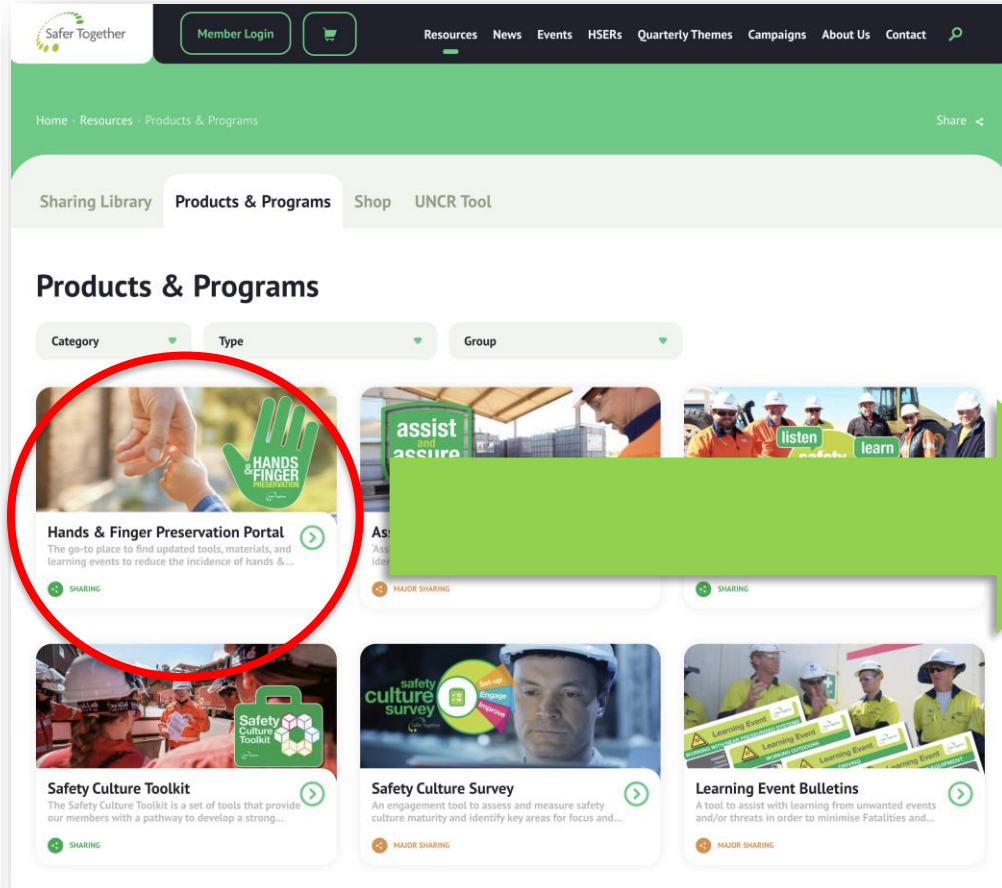 Safer Together
Member Login
Resources News Events HSERs Quarterly Themes Campaigns About Us Contact
Home - Resources - Products & Programs
Share
Sharing Library Products & Programs Shop UNCR Tool
Products & Programs
Category Type Group
HANDS
& FINGER
PRESERVATION
assist
and
assure
listen
learn
safety
Hands & Finger Preservation Portal
The go-to place to find updated tools, materials, and
learning events to reduce the incidence of hands &...
SHARING
MAJOR SHARING
SHARING
Safety
Culture
Toolkit
safety
culture
survey
Set-up
Engage
Improve
Learning Event
Learning Event
Learning Event
Learning Event
WORKING OUTDOORS
DRIVING
Safety Culture Toolkit
The Safety Culture Toolkit is a set of tools that provide
our members with a pathway to develop a strong...
SHARING
Safety Culture Survey
An engagement tool to assess and measure safety
culture maturity and identify key areas for focus and...
MAJOR SHARING
Learning Event Bulletins
A tool to assist with learning from unwanted events
and/or threats in order to minimise Fatalities and...
MAJOR SHARING